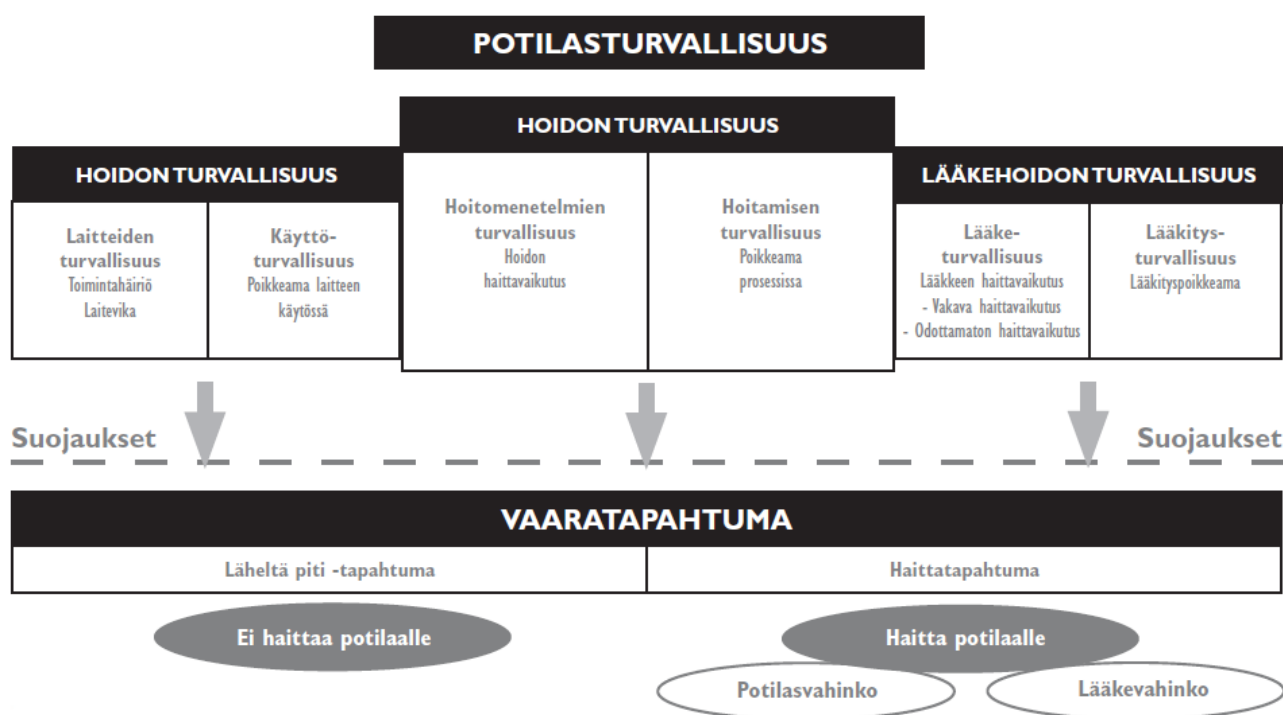 POTILASTURVALLISUUS
HOIDON TURVALLISUUS
HOIDON TURVALLISUUS
LÄÄKEHOIDON TURVALLISUUS
Laitteiden
turvallisuus
Toimintahäiriö
Laitevika
Käyttö-
turvallisuus
Poikkeama laitteen
käytössä
Hoitomenetelmien
turvallisuus
Hoidon
haittavaikutus
Hoitamisen
turvallisuus
Poikkeama
prosessissa
Lääke-
turvallisuus
Lääkkeen haittavaikutus
- Vakava haittavaikutus
- Odottamaton haittavaikutus
Lääkitys-
turvallisuus
Lääkityspoikkeama
Suojaukset
Suojaukset
VAARATAPAHTUMA
Läheltä piti -tapahtuma
Haittatapahtuma
Ei haittaa potilaalle
Haitta potilaalle
Potilasvahinko
Lääkevahinko